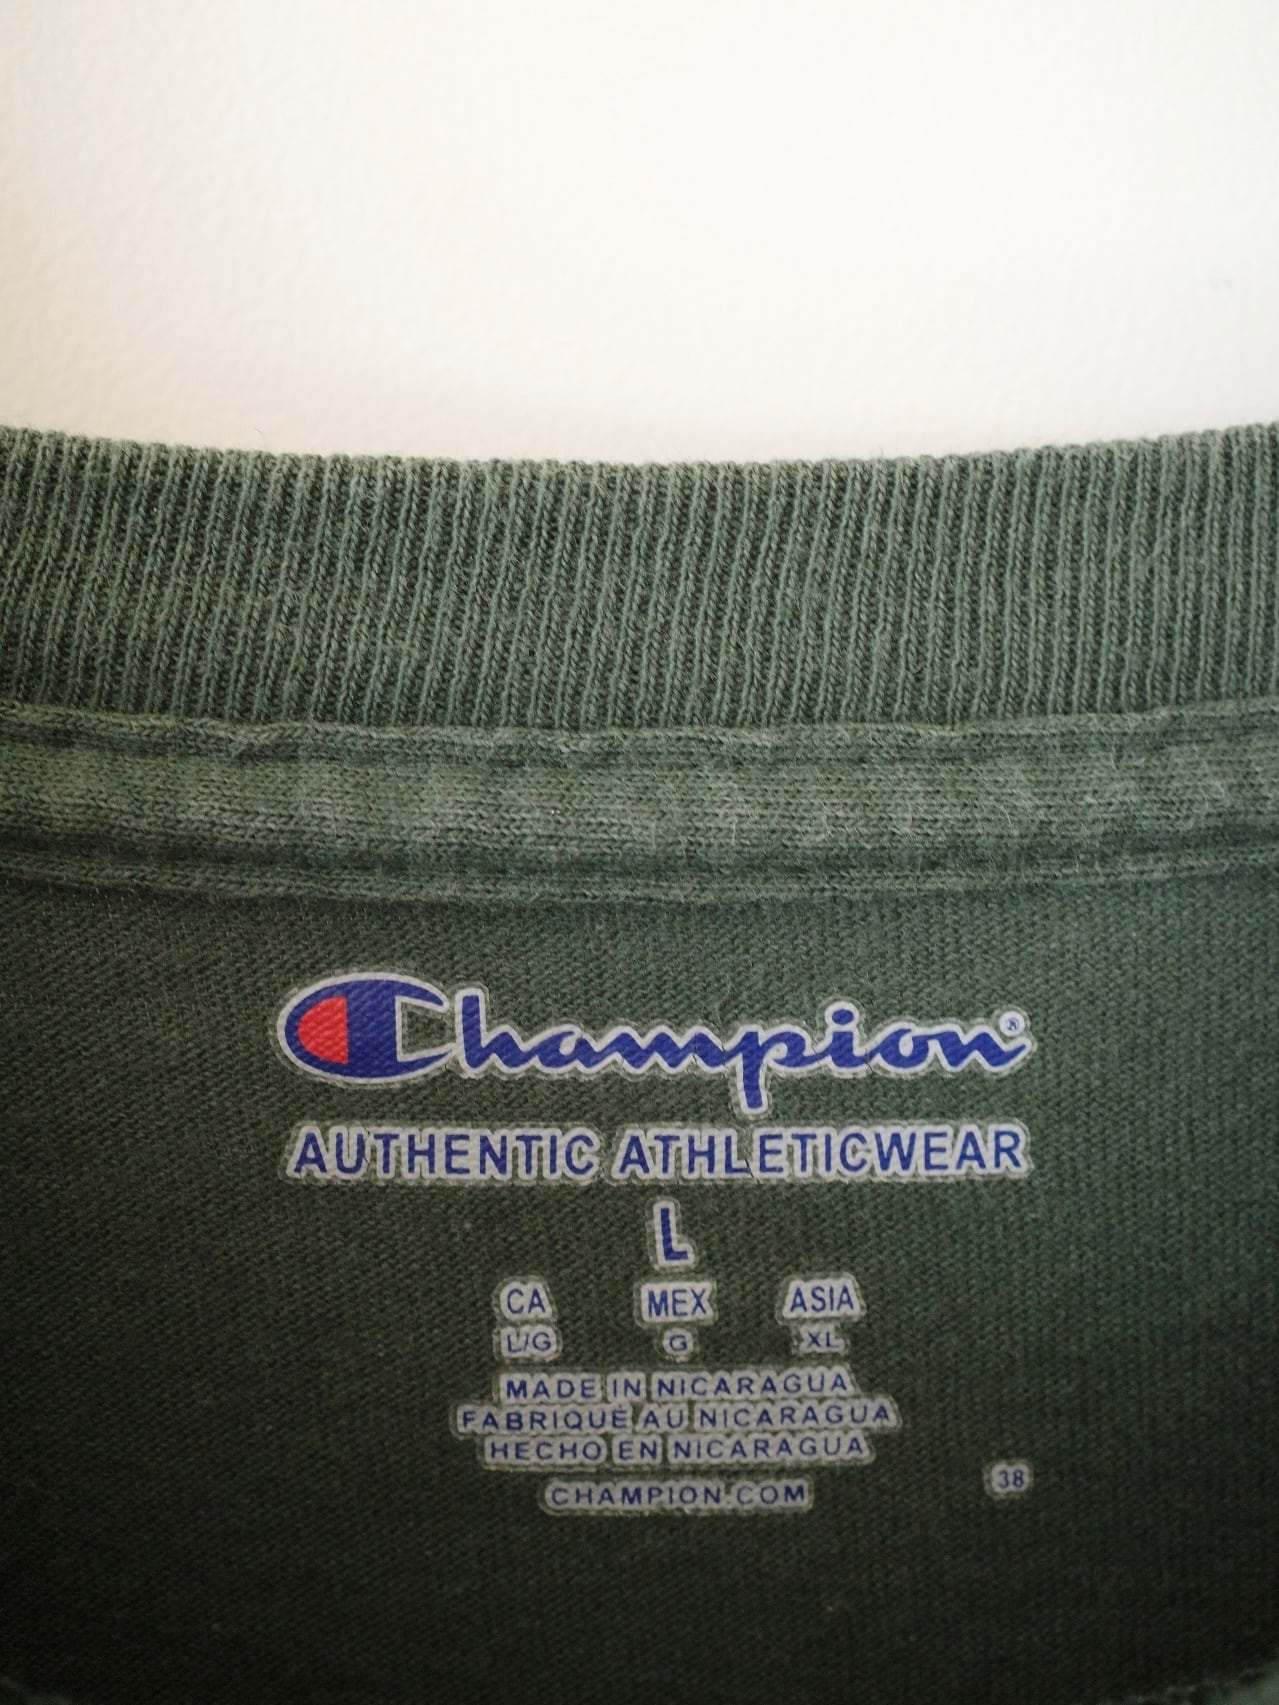 Champion®
AUTHENTIC ATHLETICWEAR
L
CA MEX ASIA
L/G G XL
MADE IN NICARAGUA
FABRIQUÉ AU NICARAGUA
HECHO EN NICARAGUA
38
CHAMPION.COM